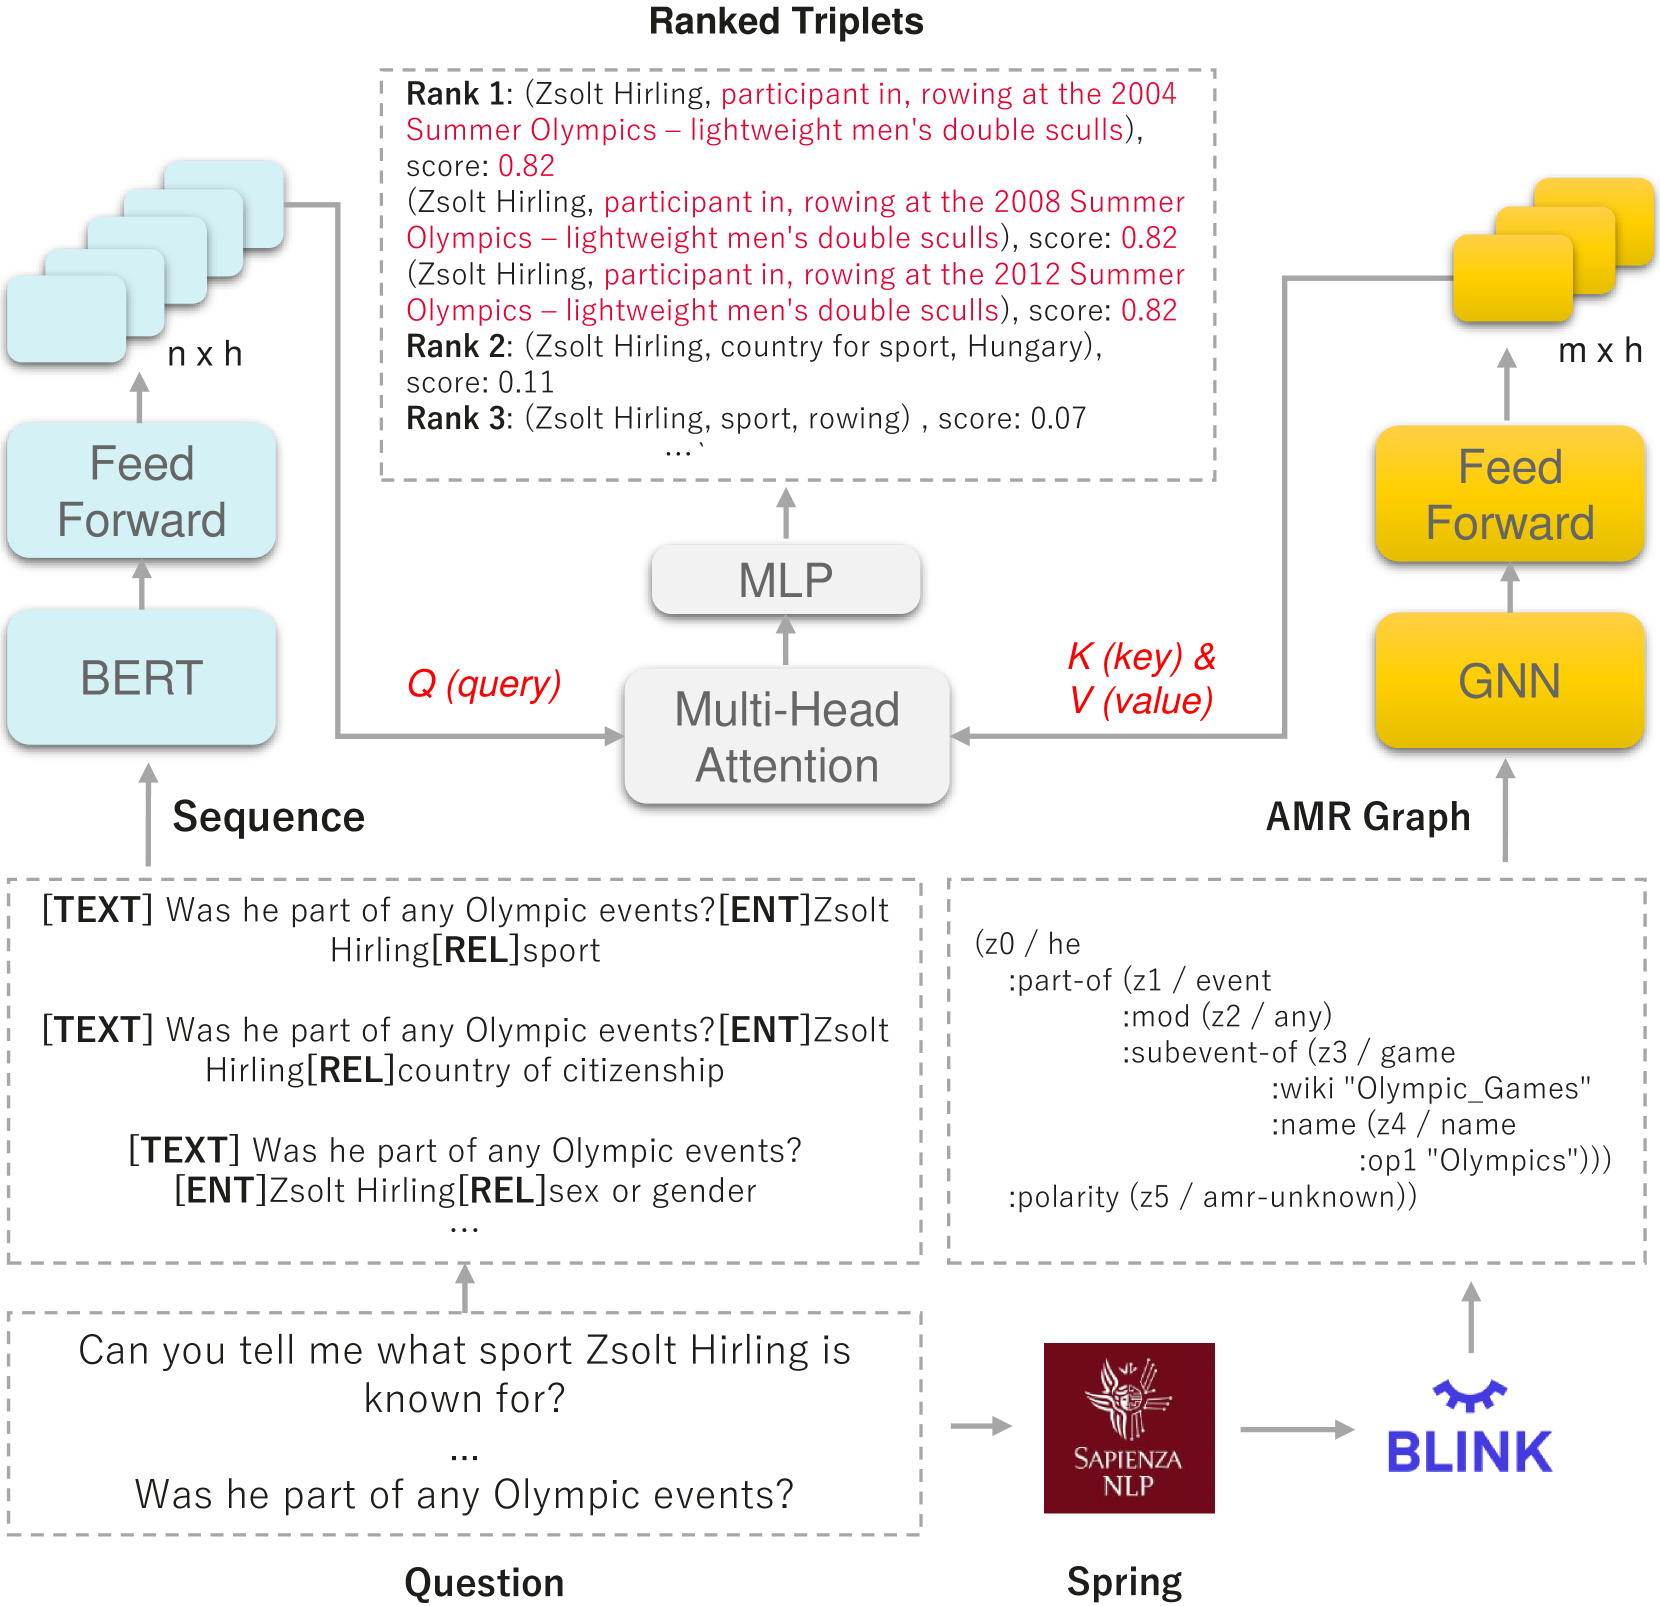 Ranked Triplets
Rank 1: (Zsolt Hirling, participant in, rowing at the 2004
Summer Olympics – lightweight men's double sculls),
score: 0.82
(Zsolt Hirling, participant in, rowing at the 2008 Summer
Olympics – lightweight men's double sculls), score: 0.82
(Zsolt Hirling, participant in, rowing at the 2012 Summer
Olympics – lightweight men's double sculls), score: 0.82
Rank 2: (Zsolt Hirling, country for sport, Hungary),
score: 0.11
Rank 3: (Zsolt Hirling, sport, rowing) , score: 0.07
...`
n x h
m x h
Feed
Forward
Feed
Forward
MLP
BERT
Q (query)
K (key) &
V (value)
GNN
Multi-Head
Attention
Sequence
AMR Graph
[TEXT] Was he part of any Olympic events?[ENT]Zsolt
Hirling[REL]sport
[TEXT] Was he part of any Olympic events?[ENT]Zsolt
Hirling[REL]country of citizenship
[TEXT] Was he part of any Olympic events?
[ENT]Zsolt Hirling[REL]sex or gender
...
(z0 / he
:part-of (z1 / event
:mod (z2 / any)
:subevent-of (z3 / game
:wiki "Olympic_Games"
:name (z4 / name
:op1 "Olympics")))
:polarity (z5 / amr-unknown))
Can you tell me what sport Zsolt Hirling is
known for?
...
Was he part of any Olympic events?
SAPIENZA
NLP
BLINK
Question
Spring